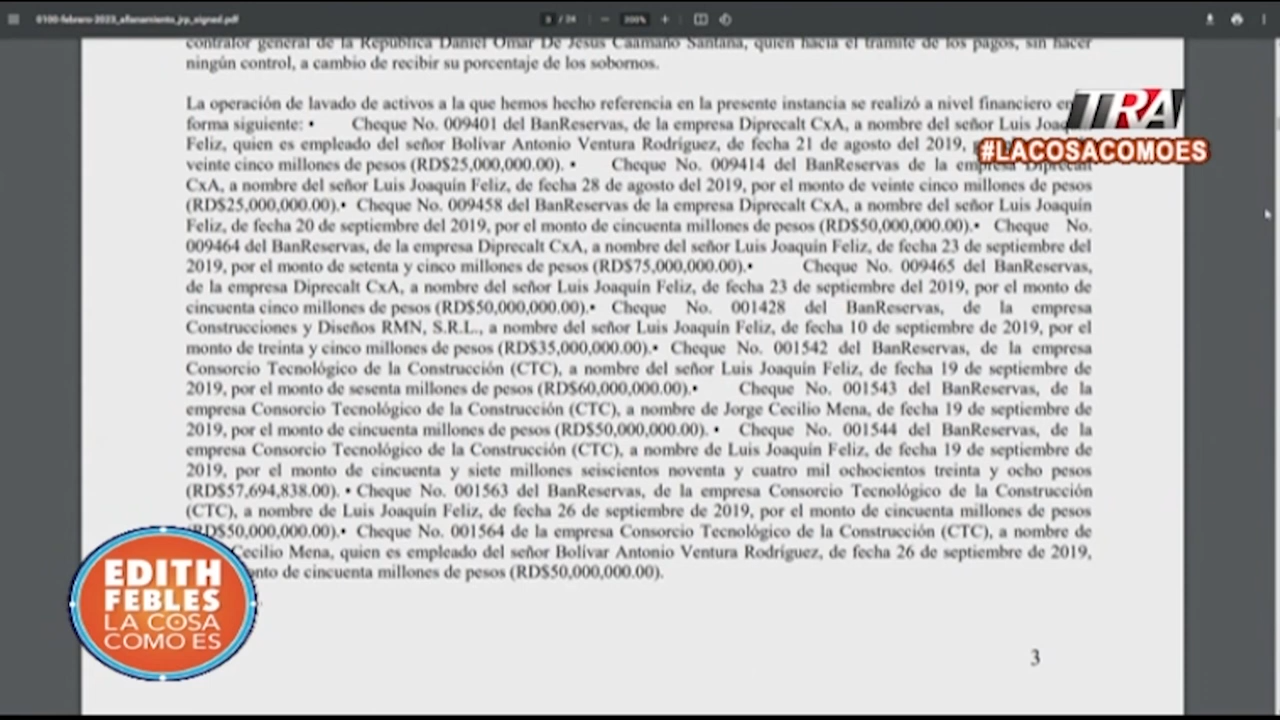 0100-febrero-2023_allanamiento_jrp_signed.pdf
3 / 24
200%
contralor general de la República Daniel Omar De Jesús Caamaño Santana, quien hacía el trámite de los pagos, sin hacer
ningún control, a cambio de recibir su porcentaje de los sobornos.
La operación de lavado de activos a la que hemos hecho referencia en la presente instancia se realizó a nivel financiero en
forma siguiente: • Cheque No. 009401 del BanReservas, de la empresa Diprecalt CxA, a nombre del señor Luis
Feliz, quien es empleado del señor Bolívar Antonio Ventura Rodríguez, de fecha 21 de agosto del 2019,
veinte cinco millones de pesos (RD$25,000,000.00). • Cheque No. 009414 del BanReservas de la empresa Diprecalt
CxA, a nombre del señor Luis Joaquín Feliz, de fecha 28 de agosto del 2019, por el monto de veinte cinco millones de pesos
(RD$25,000,000.00).• Cheque No. 009458 del BanReservas de la empresa Diprecalt CxA, a nombre del señor Luis Joaquín
Feliz, de fecha 20 de septiembre del 2019, por el monto de cincuenta millones de pesos (RD$50,000,000.00).• Cheque No.
009464 del BanReservas, de la empresa Diprecalt CxA, a nombre del señor Luis Joaquín Feliz, de fecha 23 de septiembre del
2019, por el monto de setenta y cinco millones de pesos (RD$75,000,000.00).• Cheque No. 009465 del BanReservas,
de la empresa Diprecalt CxA, a nombre del señor Luis Joaquín Feliz, de fecha 23 de septiembre del 2019, por el monto de
cincuenta cinco millones de pesos (RD$50,000,000.00).• Cheque No. 001428 del BanReservas, de la empresa
Construcciones y Diseños RMN, S.R.L., a nombre del señor Luis Joaquín Feliz, de fecha 10 de septiembre de 2019, por el
monto de treinta y cinco millones de pesos (RD$35,000,000.00).• Cheque No. 001542 del BanReservas, de la empresa
Consorcio Tecnológico de la Construcción (CTC), a nombre del señor Luis Joaquín Feliz, de fecha 19 de septiembre de
2019, por el monto de sesenta millones de pesos (RD$60,000,000.00).• Cheque No. 001543 del BanReservas, de la
empresa Consorcio Tecnológico de la Construcción (CTC), a nombre de Jorge Cecilio Mena, de fecha 19 de septiembre de
2019, por el monto de cincuenta millones de pesos (RD$50,000,000.00). • Cheque No. 001544 del BanReservas, de la
empresa Consorcio Tecnológico de la Construcción (CTC), a nombre de Luis Joaquín Feliz, de fecha 19 de septiembre de
2019, por el monto de cincuenta y siete millones seiscientos noventa y cuatro mil ochocientos treinta y ocho pesos
(RD$57,694,838.00). • Cheque No. 001563 del BanReservas, de la empresa Consorcio Tecnológico de la Construcción
(CTC), a nombre de Luis Joaquín Feliz, de fecha 26 de septiembre de 2019, por el monto de cincuenta millones de pesos
RD$50,000,000.00).• Cheque No. 001564 de la empresa Consorcio Tecnológico de la Construcción (CTC), a nombre de
Cecilio Mena, quien es empleado del señor Bolívar Antonio Ventura Rodríguez, de fecha 26 de septiembre de 2019,
de cincuenta millones de pesos (RD$50,000,000.00).
3
TRA
#LACOSACOMOES
EDITH
FEBLES
LA COSA
COMO ES